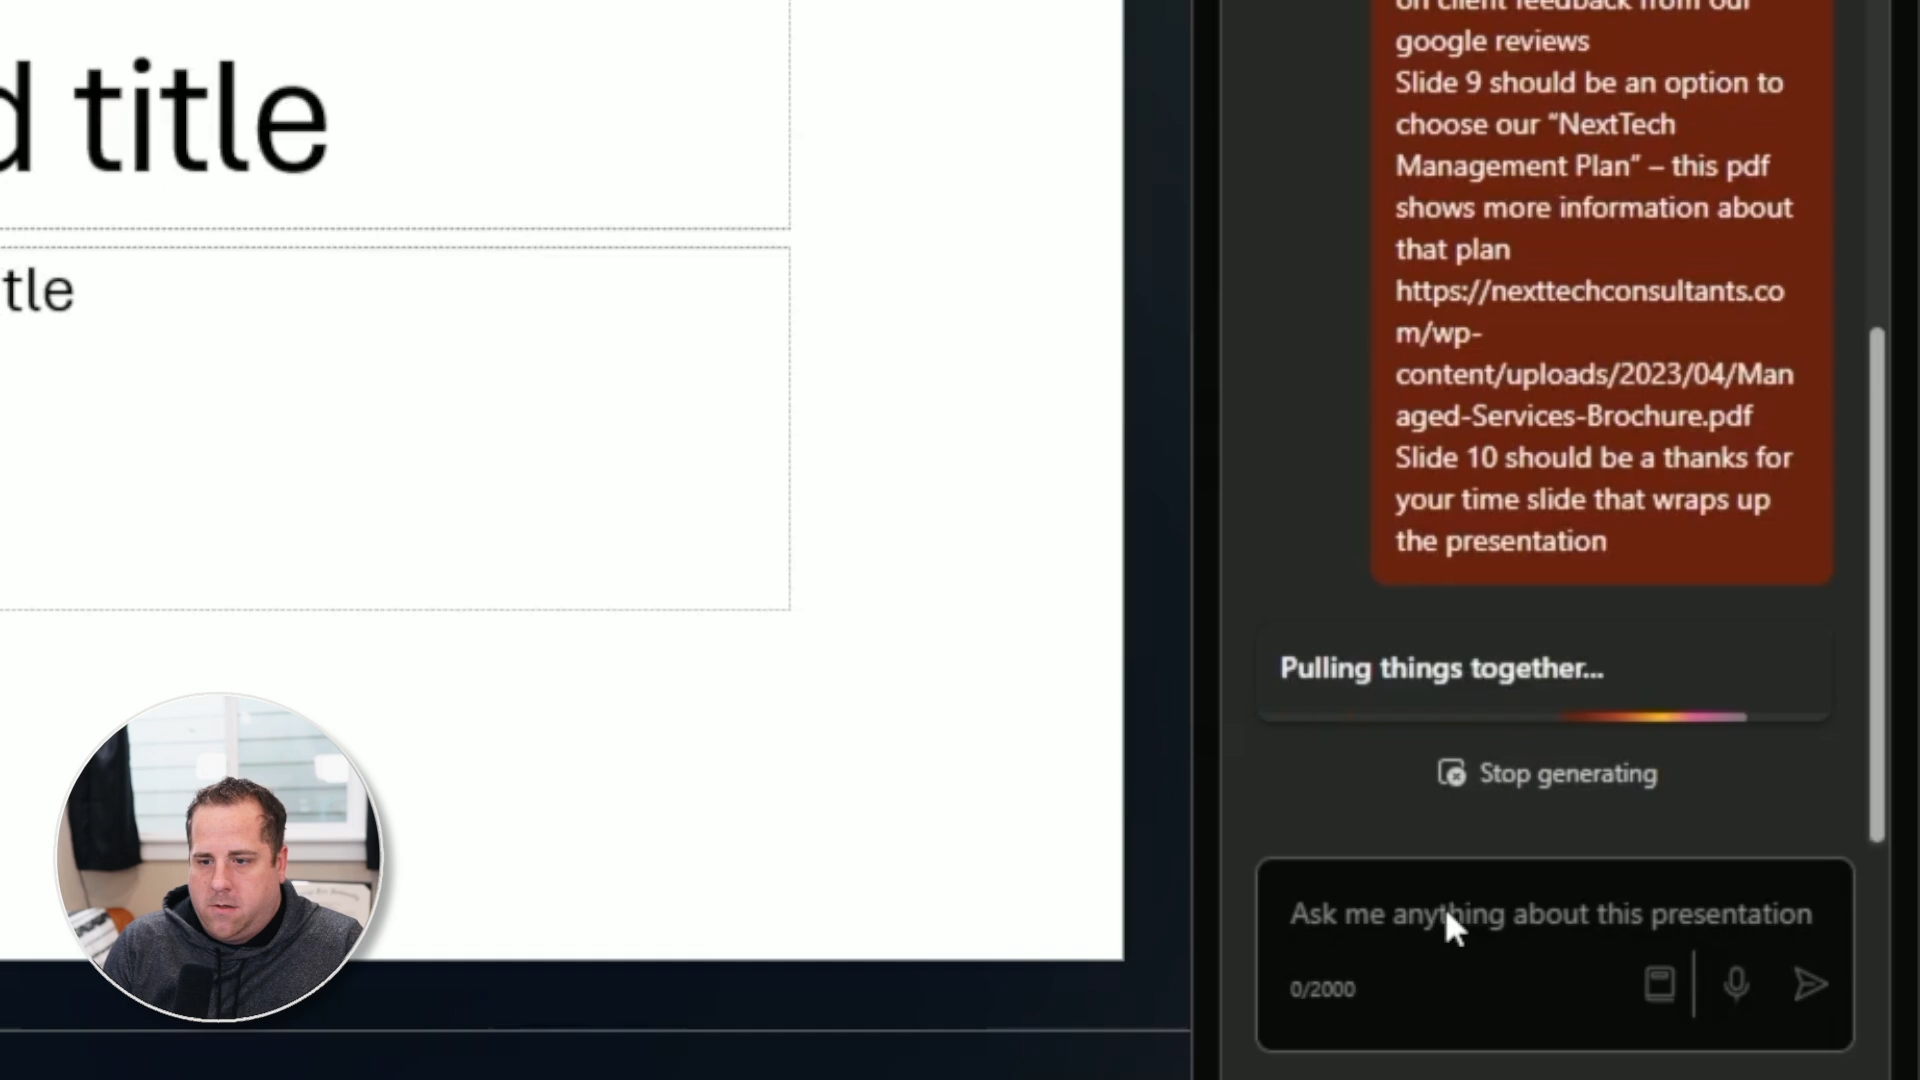 d title
tle
on client feedback from our
google reviews
Slide 9 should be an option to
choose our “NextTech
Management Plan” – this pdf
shows more information about
that plan
https://nexttechconsultants.co
m/wp-
content/uploads/2023/04/Man
aged-Services-Brochure.pdf
Slide 10 should be a thanks for
your time slide that wraps up
the presentation
Pulling things together...
Stop generating
Ask me anything about this presentation
0/2000